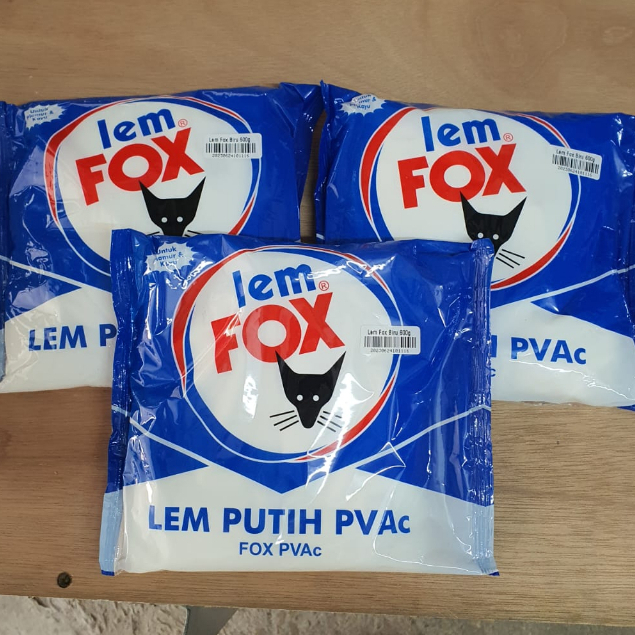 lem
FOX®
Lem Fox Biru 600g
lem
FOX®
Lem Fox Biru 600g
LEM P
PVAc
Untuk
lem
FOX®
Lem Fox Biru 600g
LEM PUTIH PVAc
FOX PVAc